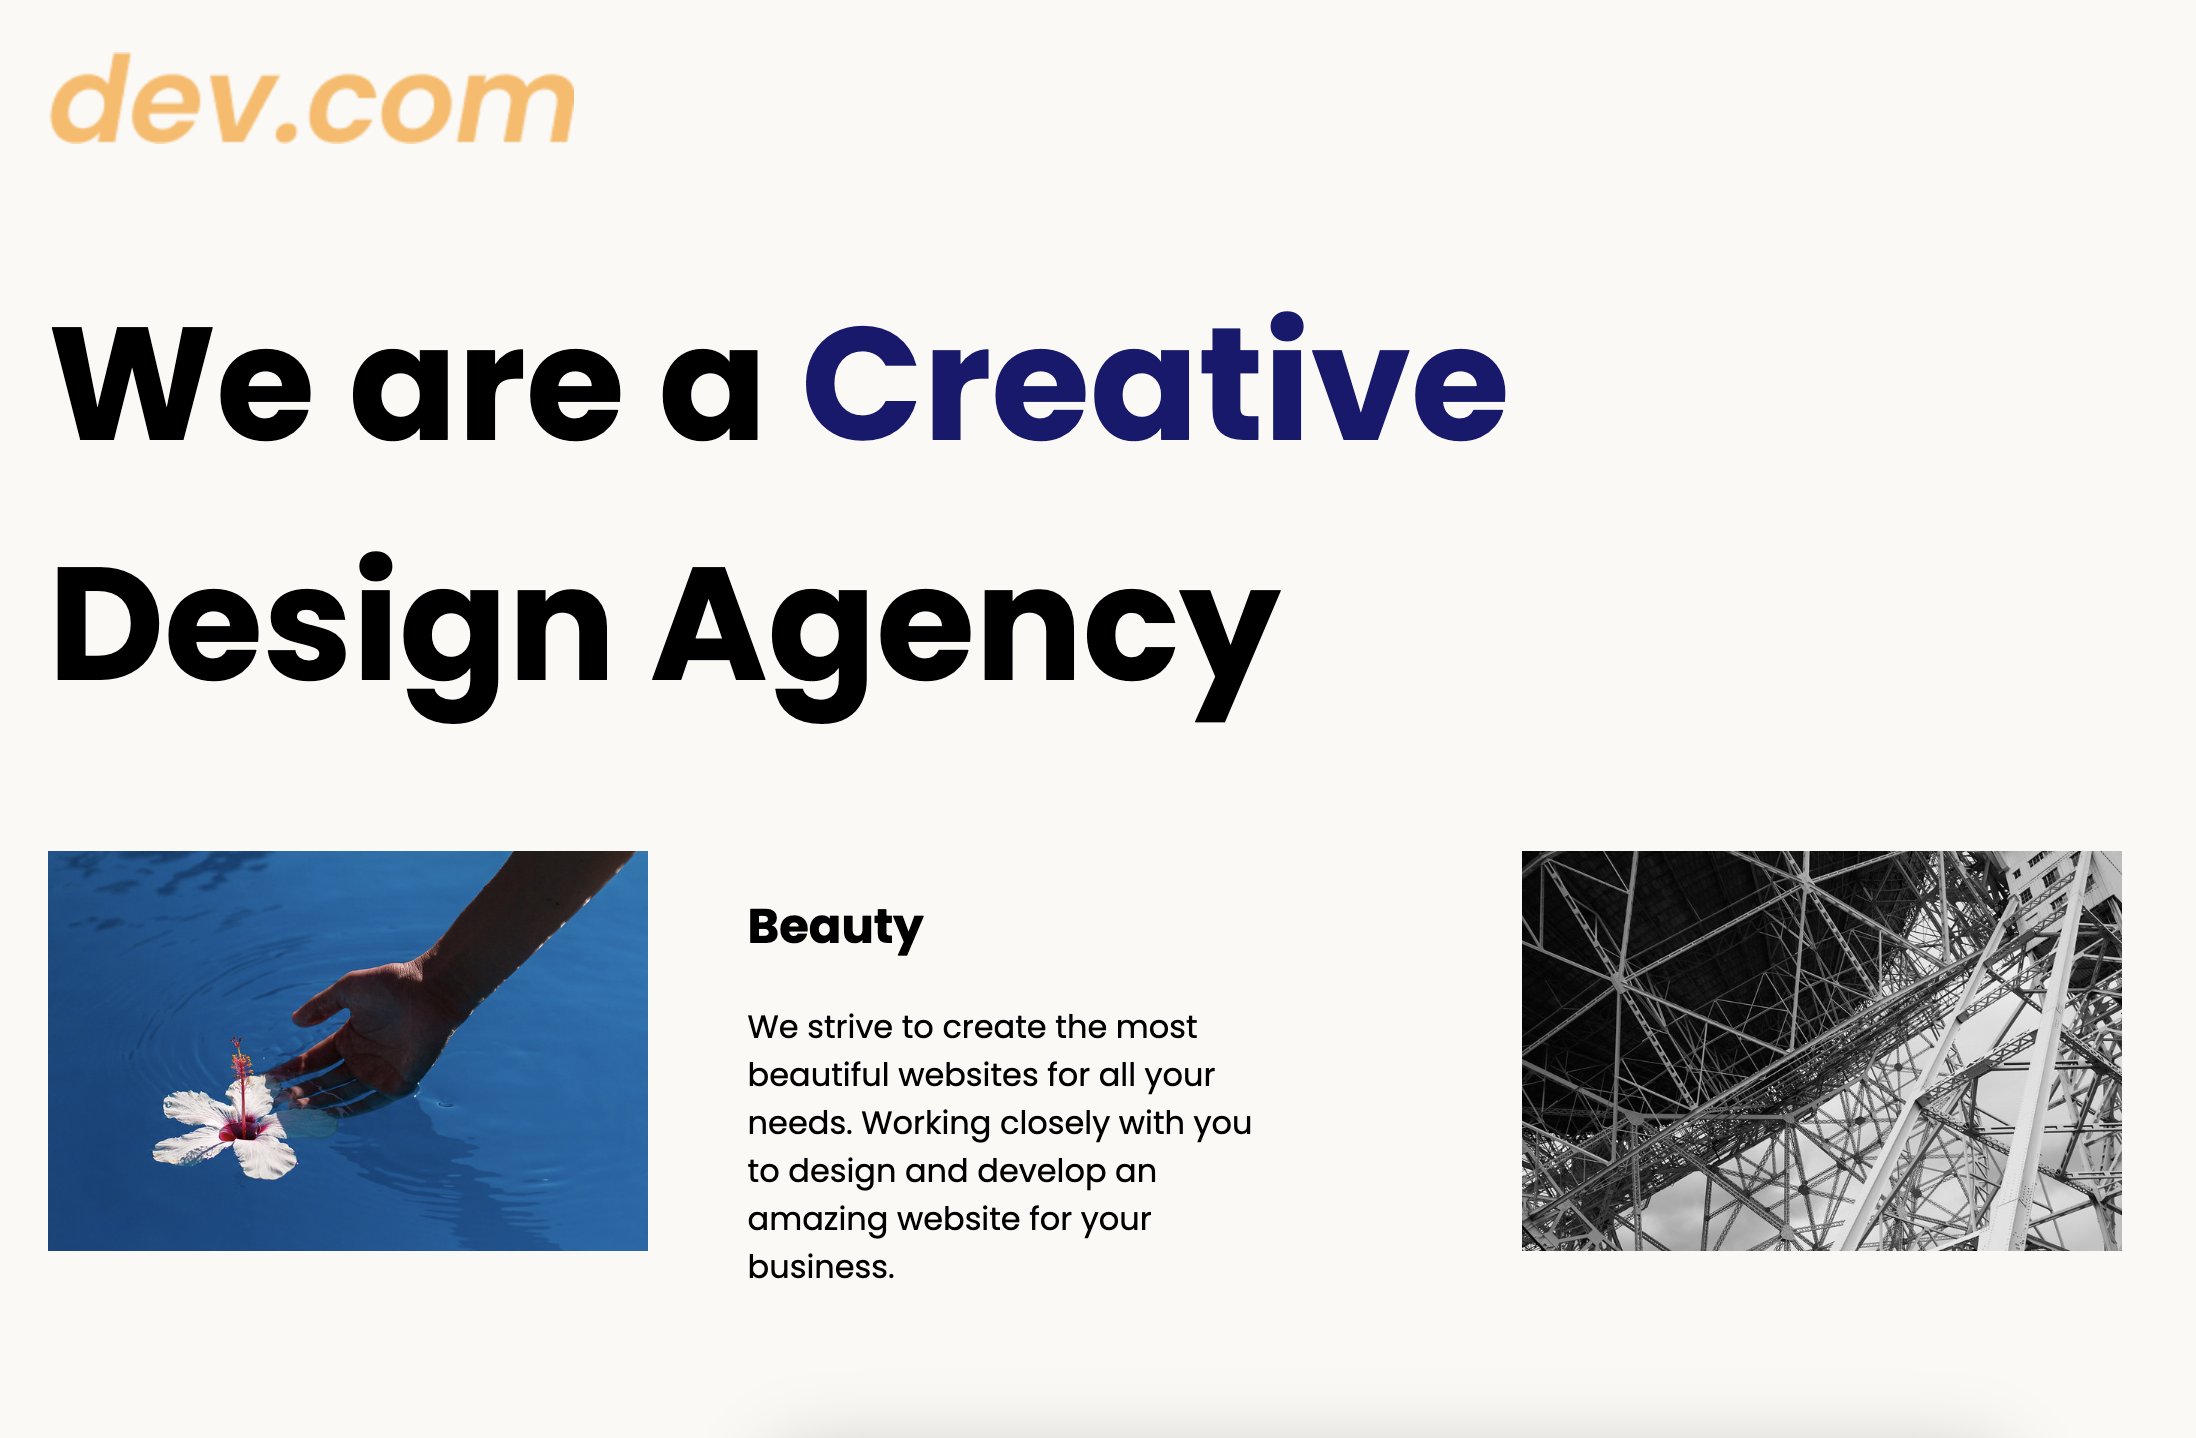 dev.com
We are a Creative
Design Agency
Beauty
We strive to create the most
beautiful websites for all your
needs. Working closely with you
to design and develop an
amazing website for your
business.